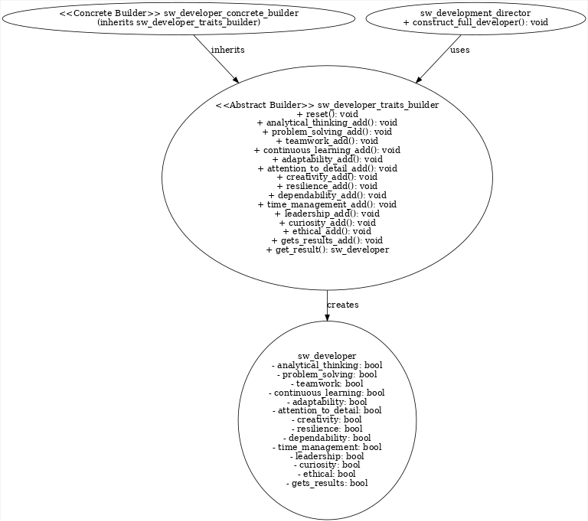 <<Concrete Builder>> sw_developer_concrete_builder
(inherits sw_developer_traits_builder)
sw_development_director
+ construct_full_developer(): void
inherits
uses
<<Abstract Builder>> sw_developer_traits_builder
+ reset(): void
+ analytical_thinking_add(): void
+ problem_solving_add(): void
+ teamwork_add(): void
+ continuous_learning_add(): void
+ adaptability_add(): void
+ attention_to_detail_add(): void
+ creativity_add(): void
+ resilience_add(): void
+ dependability_add(): void
+ time_management_add(): void
+ leadership_add(): void
+ curiosity_add(): void
+ ethical_add(): void
+ gets_results_add(): void
+ get_result(): sw_developer
creates
sw_developer
- analytical_thinking: bool
- problem_solving: bool
- teamwork: bool
- continuous_learning: bool
- adaptability: bool
- attention_to_detail: bool
- creativity: bool
- resilience: bool
- dependability: bool
- time_management: bool
- leadership: bool
- curiosity: bool
- ethical: bool
- gets_results: bool